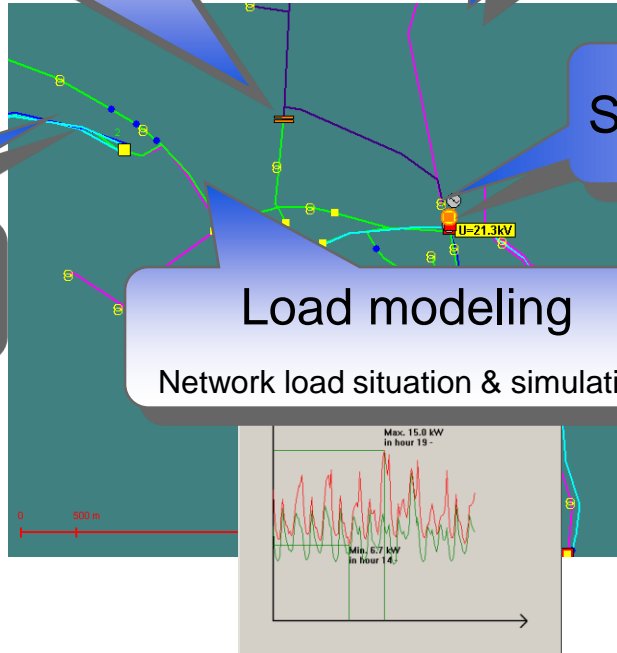 2
S
U=21.3kV
Load modeling
Network load situation & simulati
Max. 15.0 kW
in hour 19 -
0 500 m
Min. 6.7 kW
in hour 14 -